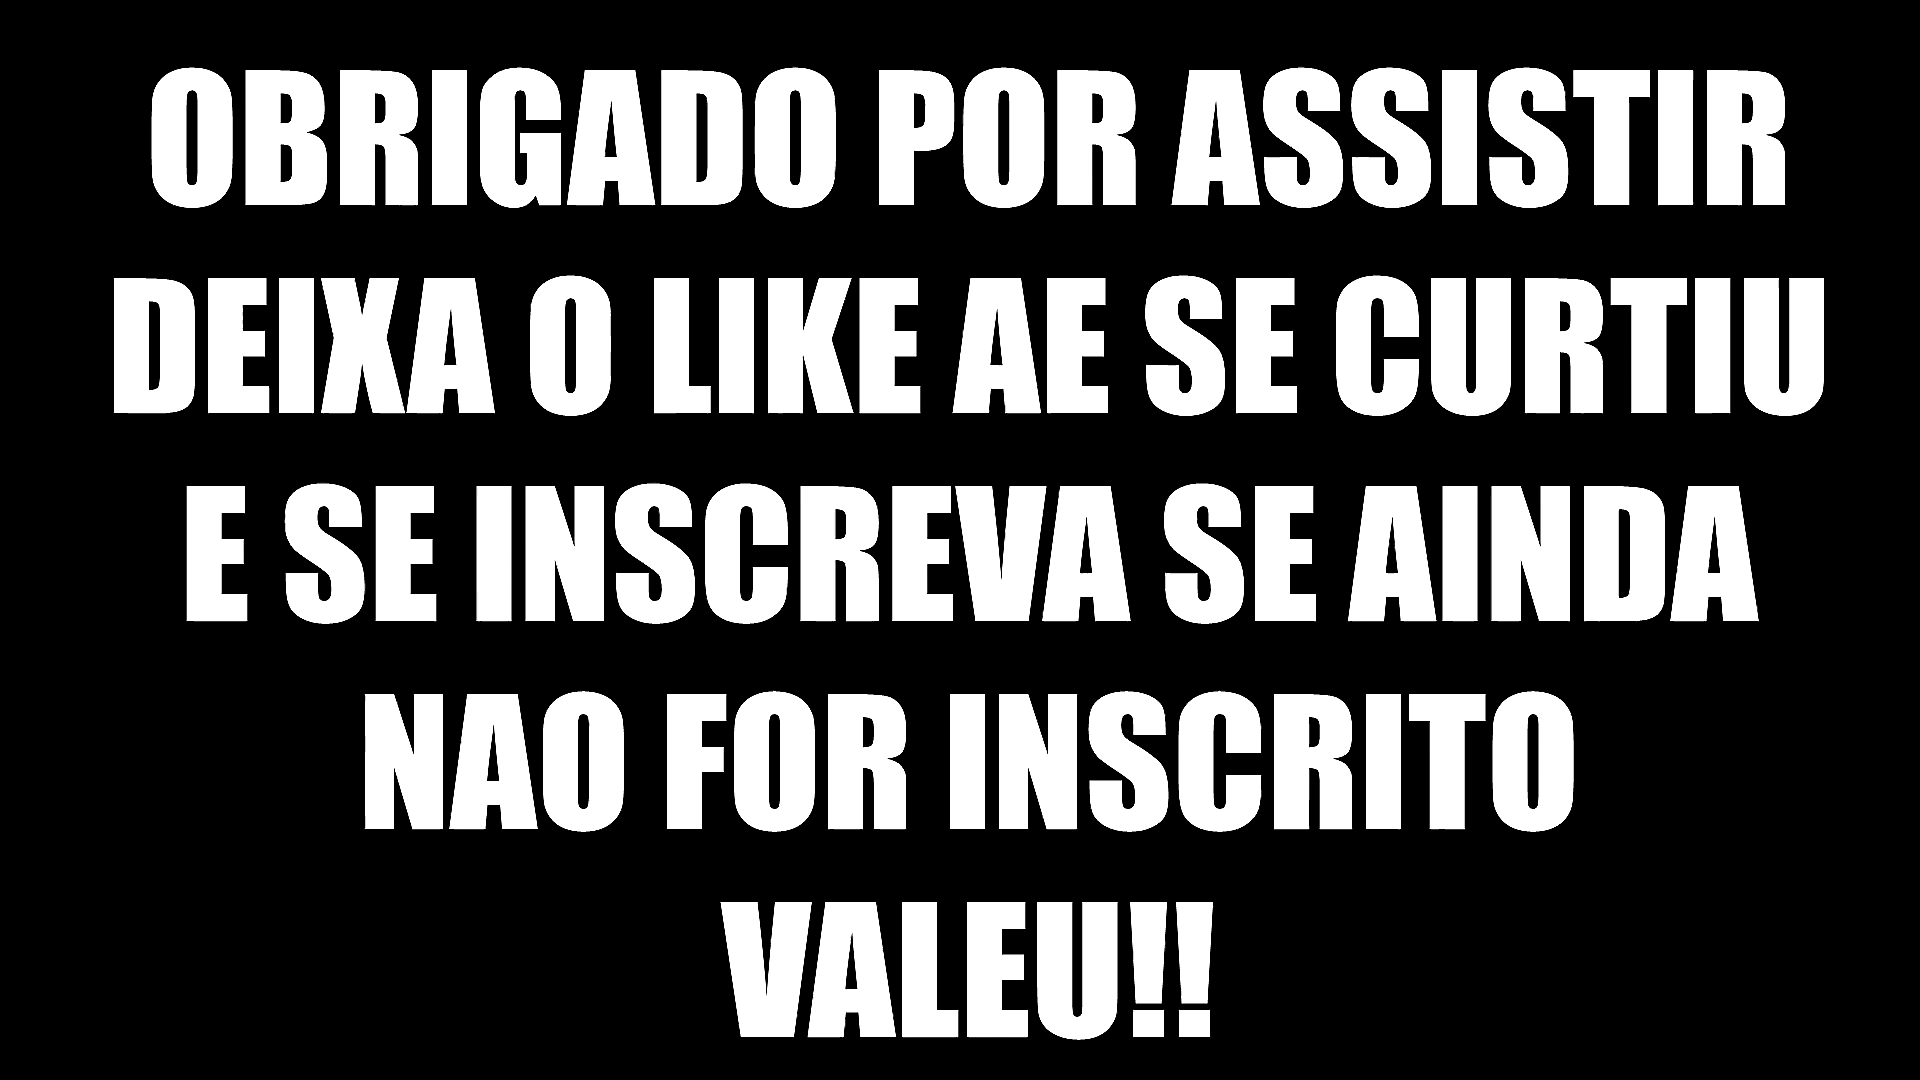 OBRIGADO POR ASSISTIR
DEIXA O LIKE AE SE CURTIU
E SE INSCREVA SE AINDA
NAO FOR INSCRITO
VALEU!!